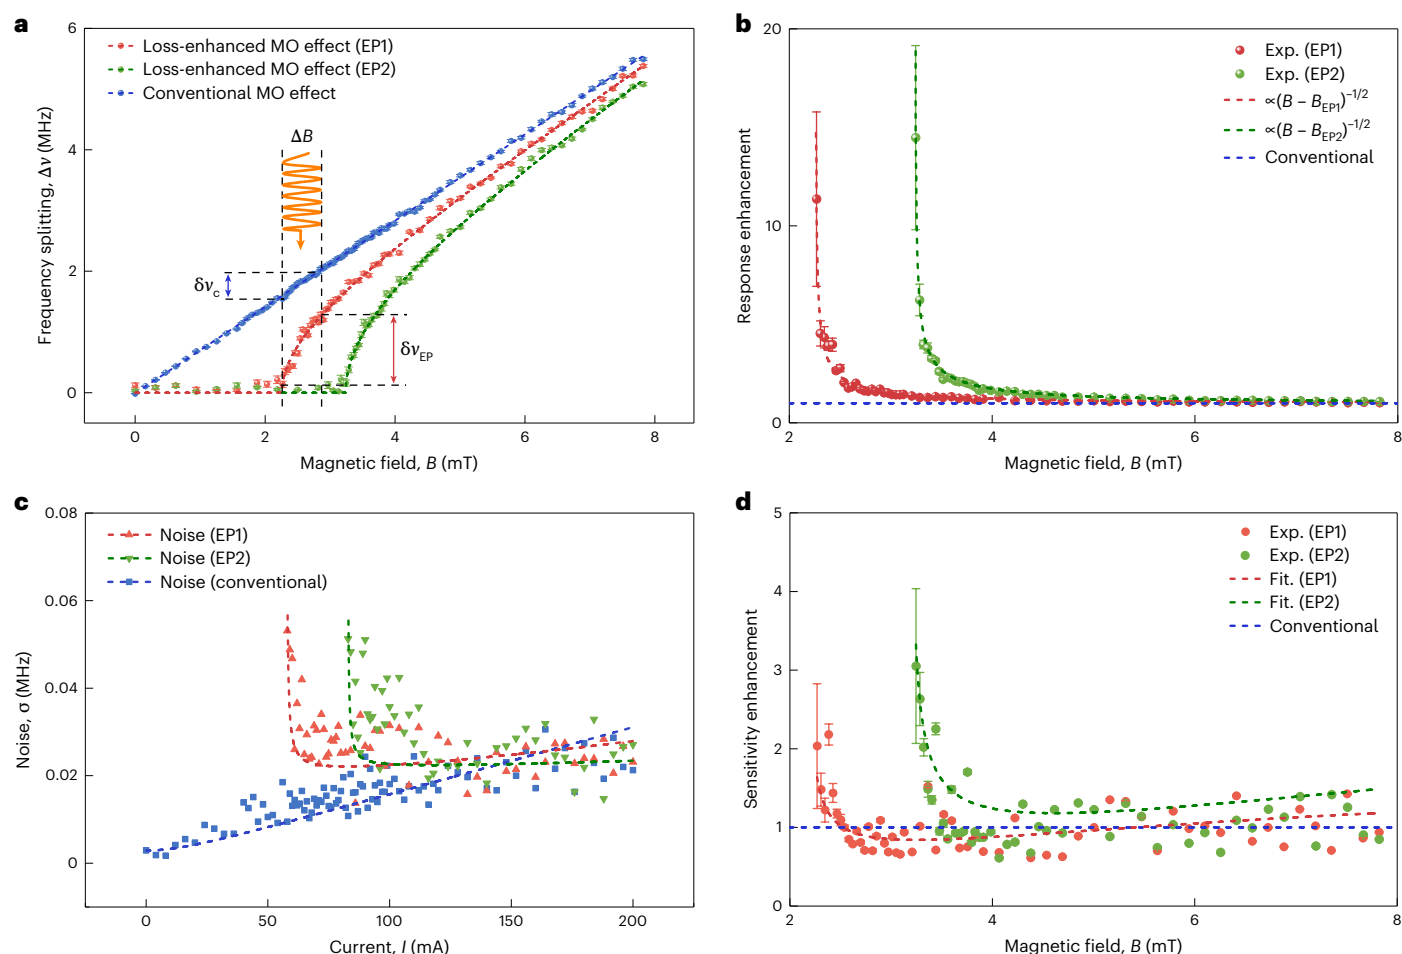 a
6
4
2
0
Frequency splitting, Δν (MHz)
Loss-enhanced MO effect (EP1)
Loss-enhanced MO effect (EP2)
Conventional MO effect
ΔB
δνc
δνEP
0 2 4 6 8
Magnetic field, B (mT)
b
20
10
0
Response enhancement
Exp. (EP1)
Exp. (EP2)
∝(B – BEP1)–1/2
∝(B – BEP2)–1/2
Conventional
2 4 6 8
Magnetic field, B (mT)
c
0.08
0.06
0.04
0.02
0
Noise, σ (MHz)
Noise (EP1)
Noise (EP2)
Noise (conventional)
0 50 100 150 200
Current, I (mA)
d
5
4
3
2
1
0
Sensitivity enhancement
Exp. (EP1)
Exp. (EP2)
Fit. (EP1)
Fit. (EP2)
Conventional
2 4 6 8
Magnetic field, B (mT)